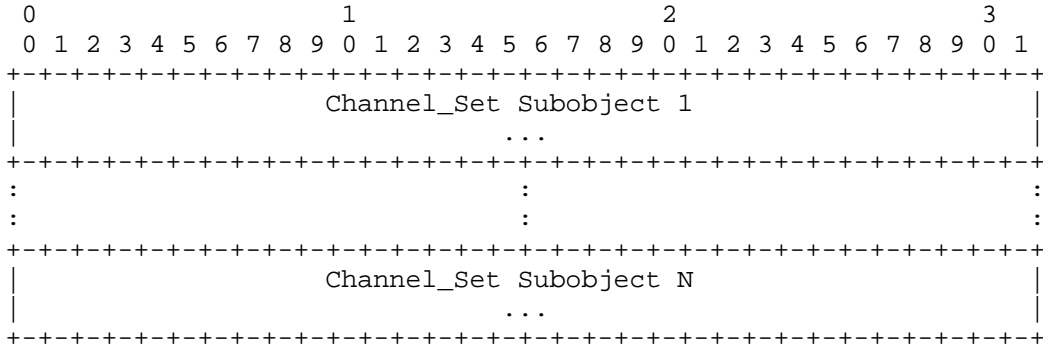 0                   1                   2                   3
 0 1 2 3 4 5 6 7 8 9 0 1 2 3 4 5 6 7 8 9 0 1 2 3 4 5 6 7 8 9 0 1
+-+-+-+-+-+-+-+-+-+-+-+-+-+-+-+-+-+-+-+-+-+-+-+-+-+-+-+-+-+-+-+-+
|                   Channel_Set Subobject 1                     |
|                              ...                              |
+-+-+-+-+-+-+-+-+-+-+-+-+-+-+-+-+-+-+-+-+-+-+-+-+-+-+-+-+-+-+-+-+
:                               :                               :
:                               :                               :
+-+-+-+-+-+-+-+-+-+-+-+-+-+-+-+-+-+-+-+-+-+-+-+-+-+-+-+-+-+-+-+-+
|                   Channel_Set Subobject N                     |
|                              ...                              |
+-+-+-+-+-+-+-+-+-+-+-+-+-+-+-+-+-+-+-+-+-+-+-+-+-+-+-+-+-+-+-+-+